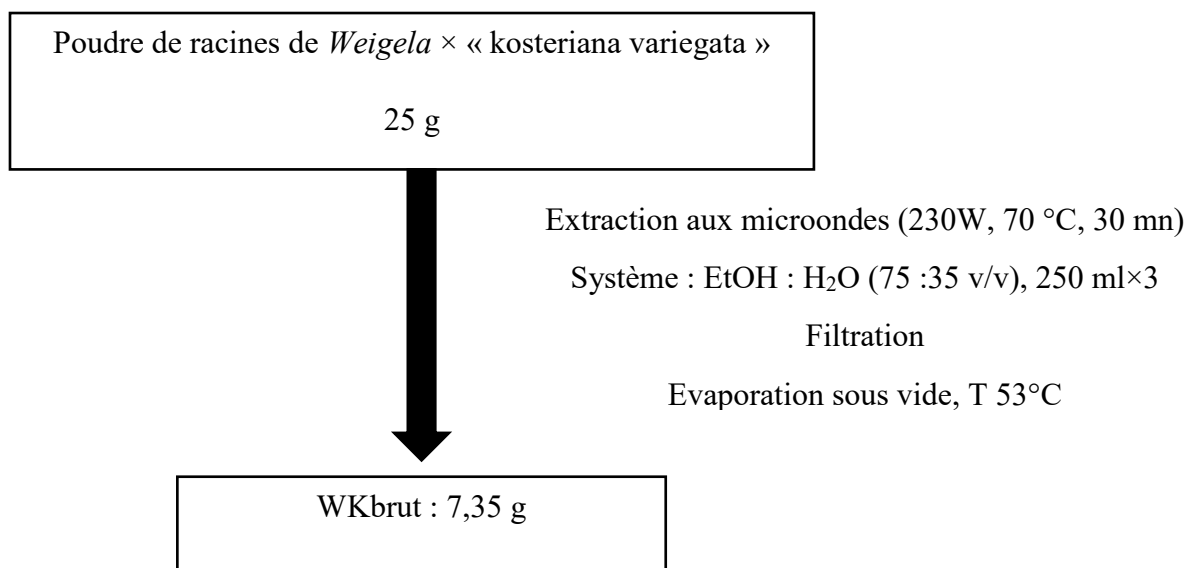 Poudre de racines de Weigela × « kosteriana variegata »
25 g
Extraction aux microondes (230W, 70 °C, 30 mn)
Système : EtOH : H₂O (75 :35 v/v), 250 ml×3
Filtration
Evaporation sous vide, T 53°C
WKbrut : 7,35 g